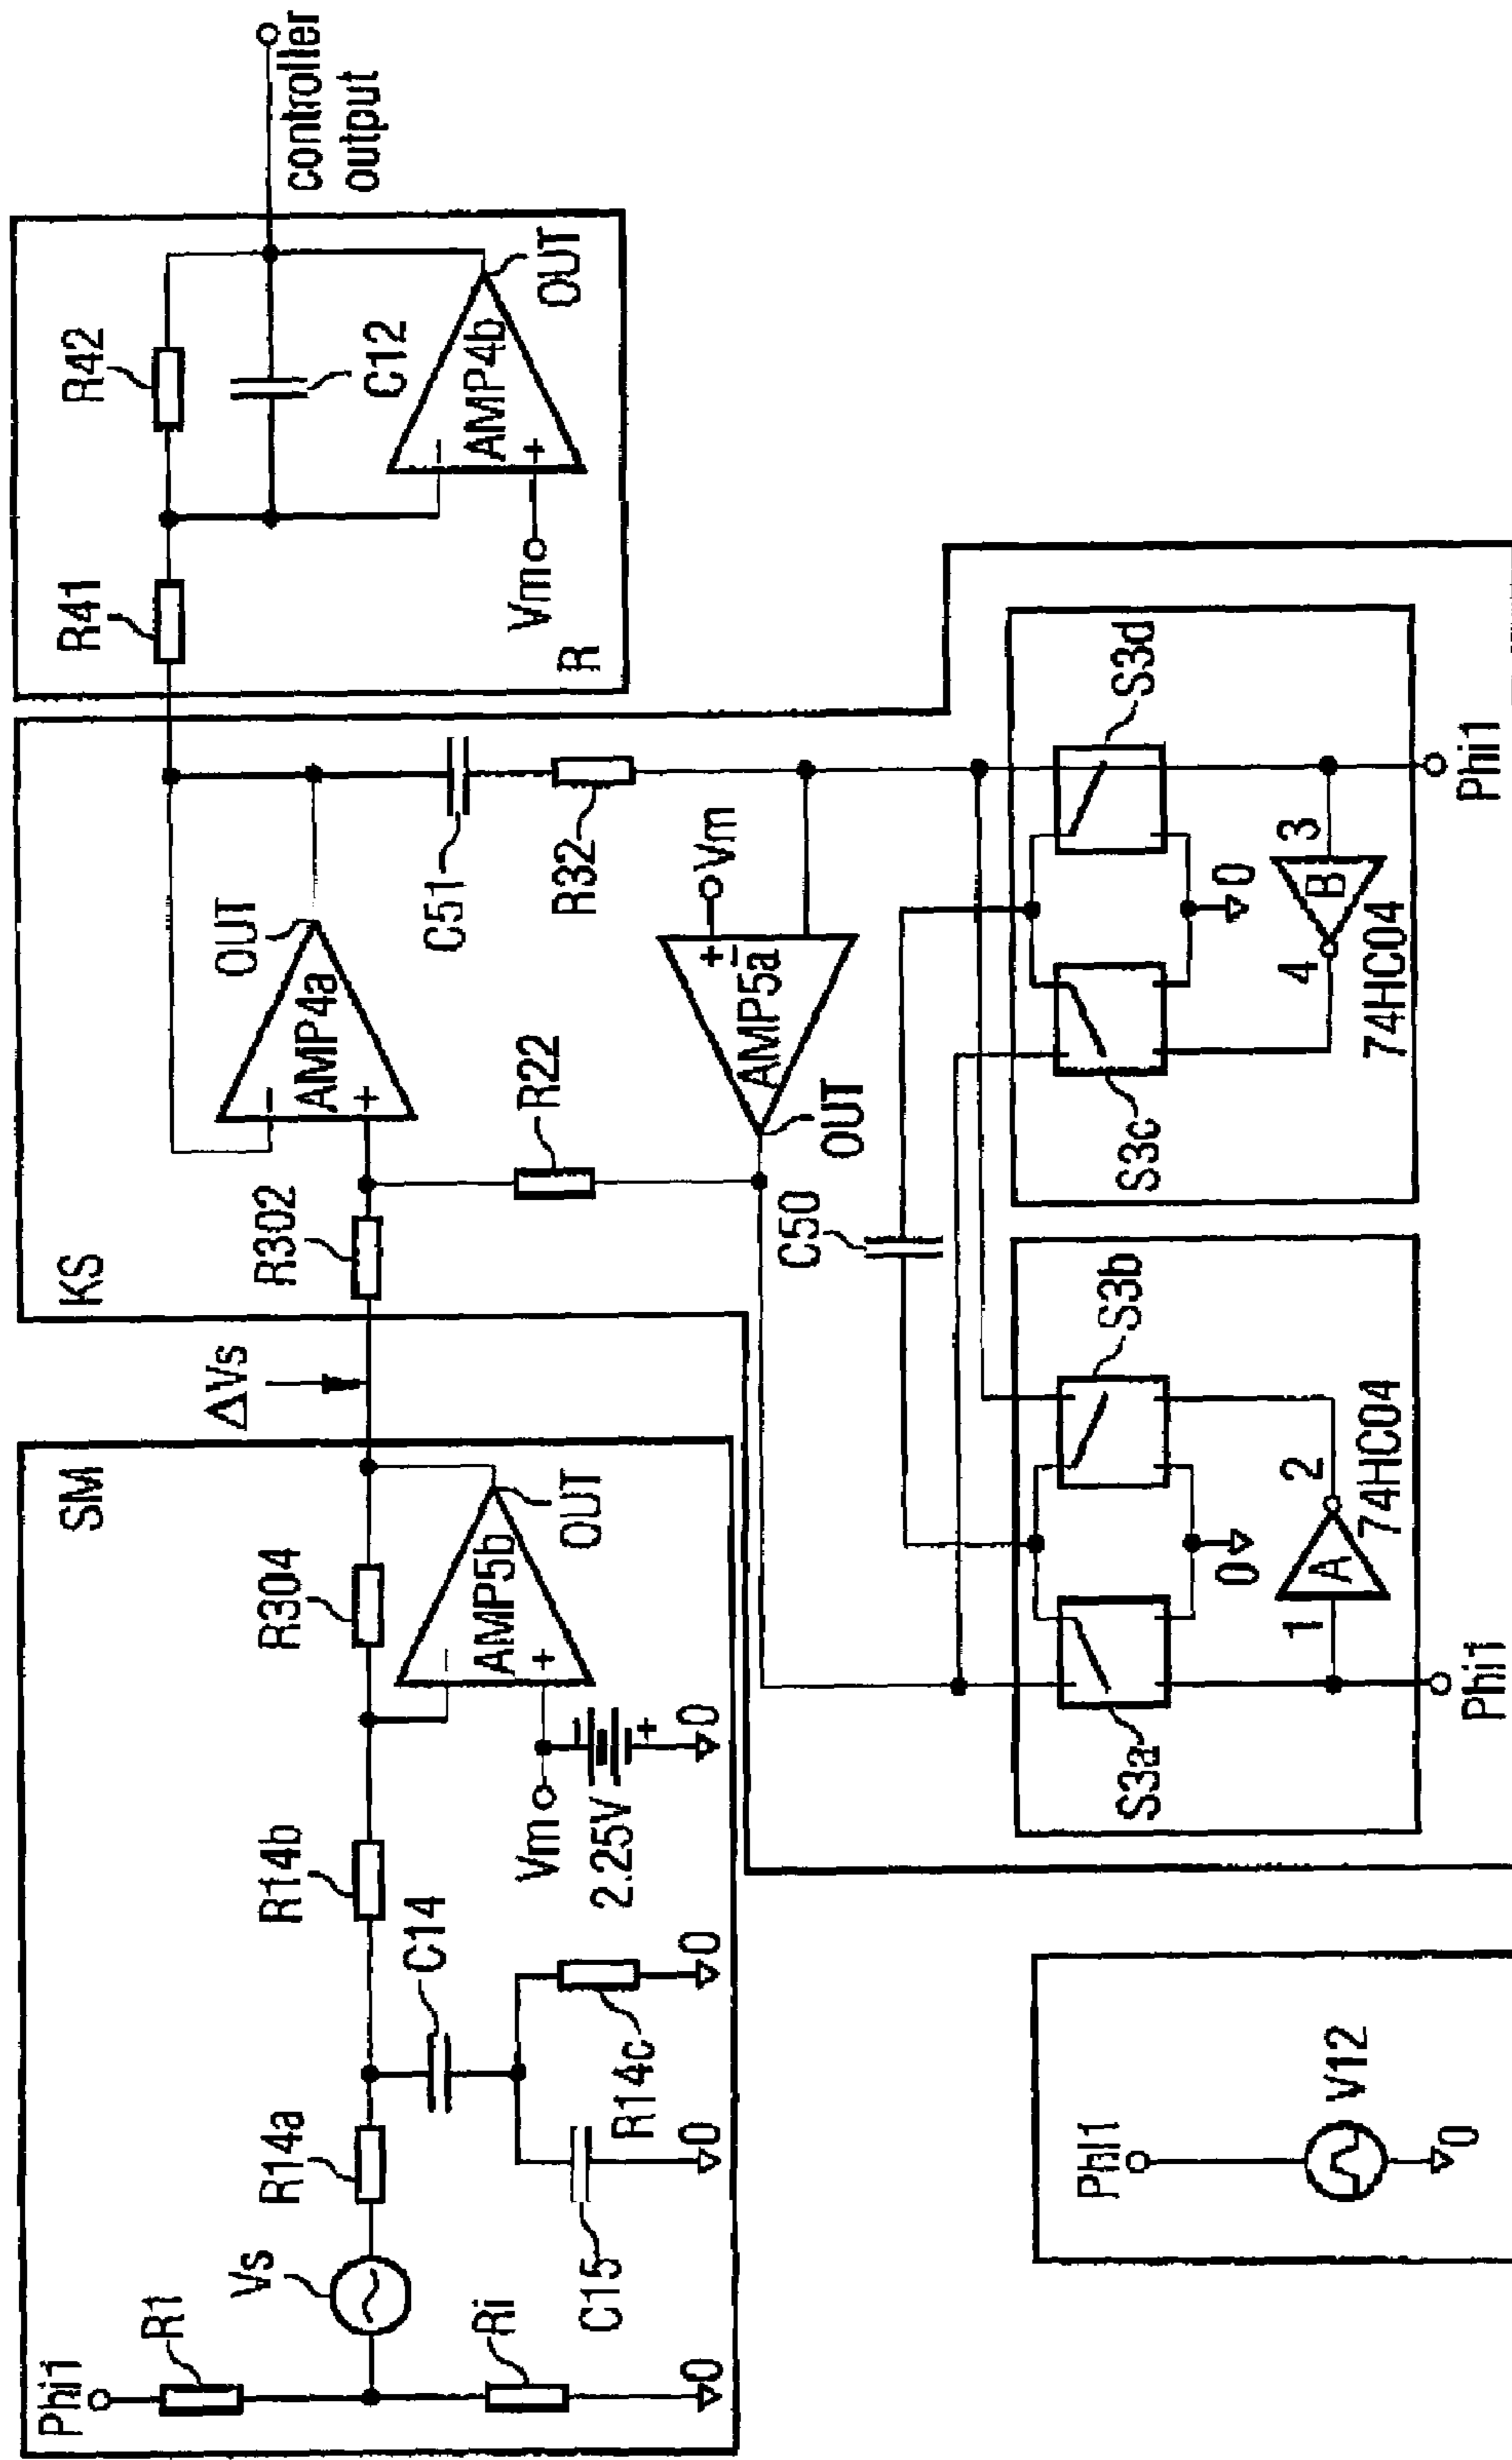 SM
Phi1
R1
Vs
Ri
0
R14a
C14
C15
R14c
0
0
R14b
Vm
2.25V
+
0
R304
−
AMP5b
+
OUT
ΔVs
KS
R302
−
AMP4a
+
OUT
R22
C51
R32
Vm
+
−
AMP5a
OUT
R
R41
R42
C12
−
AMP4b
+
Vm
OUT
controller
output
C50
S3a
S3b
0
1
A
2
74HC04
Phi1
S3c
S3d
0
4
B
3
74HC04
Phi1
PhI1
V12
0